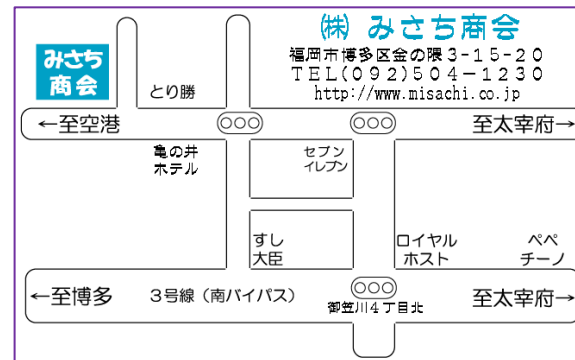 (株) みさち商会
福岡市博多区金の隈3-15-20
TEL(092)504-1230
http://www.misachi.co.jp
みさち
商会
とり勝
←至空港
至太宰府→
亀の井
ホテル
セブン
イレブン
すし
大臣
ロイヤル
ホスト
ペペ
チーノ
←至博多
3号線(南バイパス)
御笠川4丁目北
至太宰府→